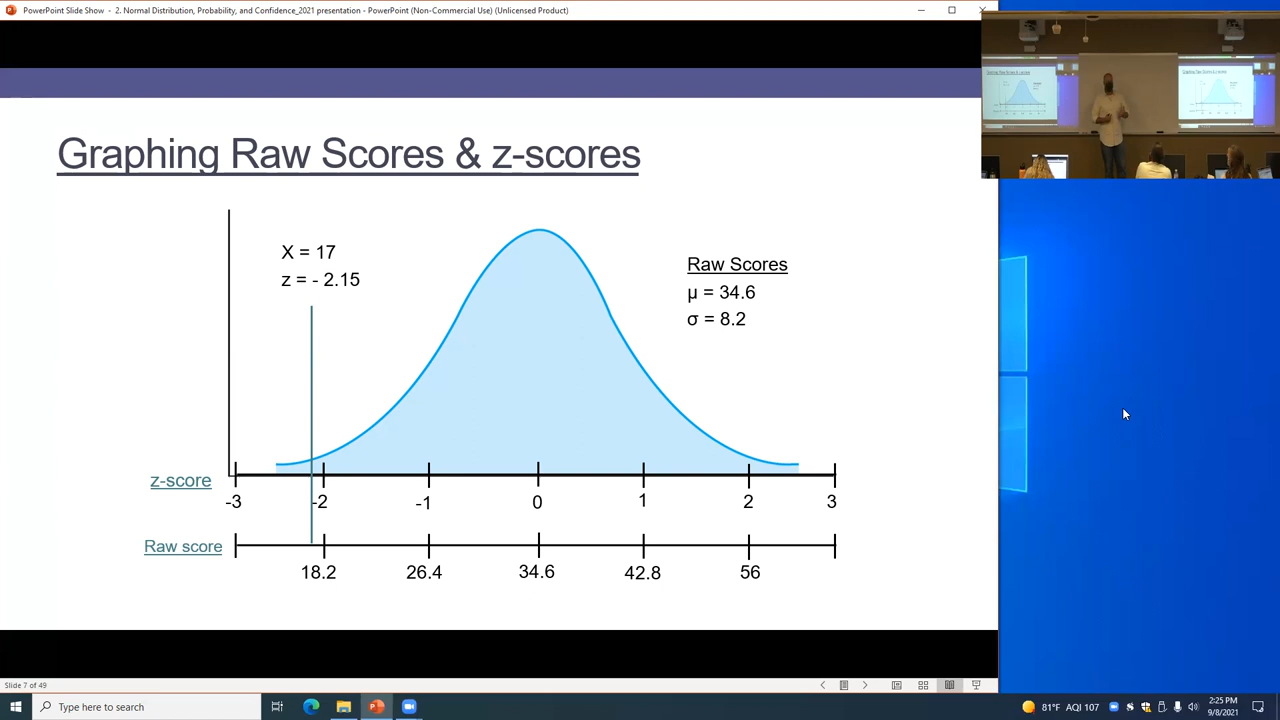 PowerPoint Slide Show - 2. Normal Distribution, Probability, and Confidence_2021 presentation - PowerPoint (Non-Commercial Use) (Unlicensed Product)
Graphing Raw Scores & z-scores
X = 17
z = - 2.15
Raw Scores
μ = 34.6
σ = 8.2
z-score
-3 -2 -1 0 1 2 3
Raw score
18.2 26.4 34.6 42.8 56
Slide 7 of 49
Type here to search
81°F AQI 107
2:25 PM
9/8/2021